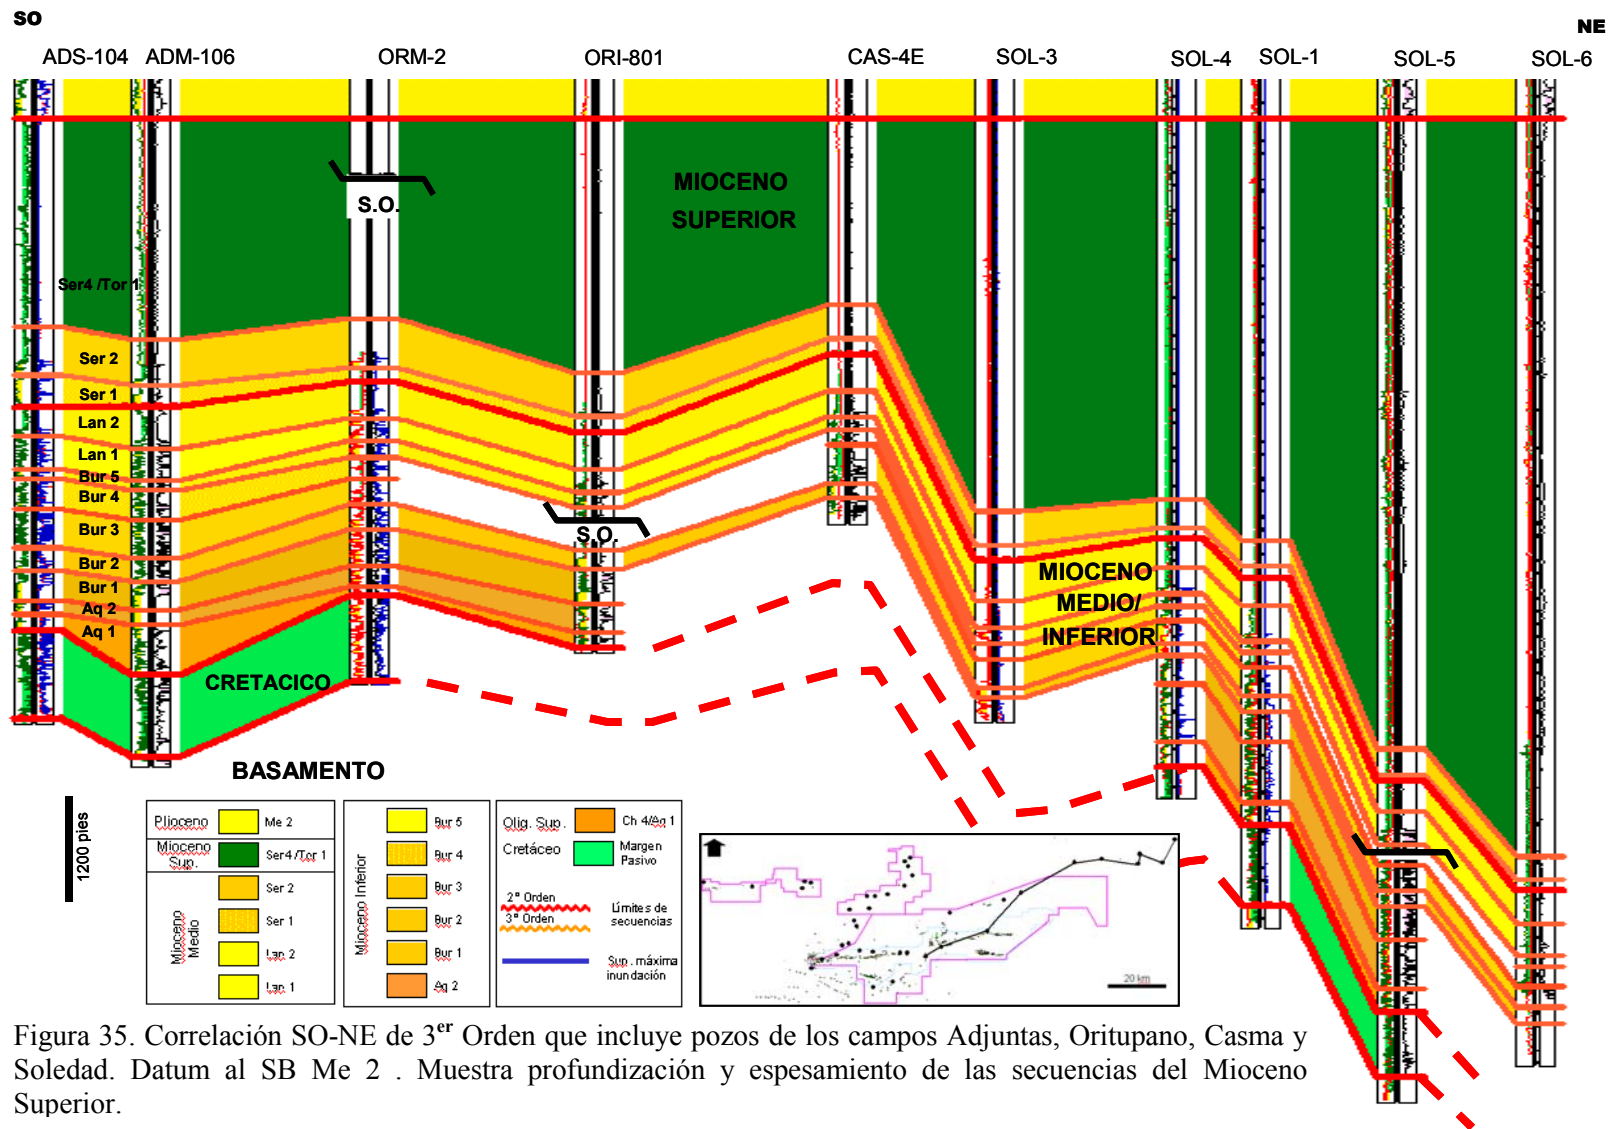 SO
NE
ADS-104 ADM-106 ORM-2 ORI-801 CAS-4E SOL-3 SOL-4 SOL-1 SOL-5 SOL-6
MIOCENO
SUPERIOR
S.O.
Ser4 /Tor 1
Ser 2
Ser 1
Lan 2
Lan 1
Bur 5
Bur 4
Bur 3
Bur 2
Bur 1
Aq 2
Aq 1
S.O.
MIOCENO
MEDIO/
INFERIOR
CRETACICO
BASAMENTO
1200 pies
Plioceno Me 2
Mioceno
Sup. Ser4 /Tor 1
Mioceno
Medio
Ser 2
Ser 1
Lan 2
Lan 1
Mioceno Inferior
Bur 5
Bur 4
Bur 3
Bur 2
Bur 1
Aq 2
Olig. Sup. Ch 4/Aq 1
Cretáceo Margen
Pasivo
2ª Orden
3ª Orden
Límites de
secuencias
Sup. máxima
inundación
20 km
Figura 35. Correlación SO-NE de 3er Orden que incluye pozos de los campos Adjuntas, Oritupano, Casma y
Soledad. Datum al SB Me 2 . Muestra profundización y espesamiento de las secuencias del Mioceno
Superior.